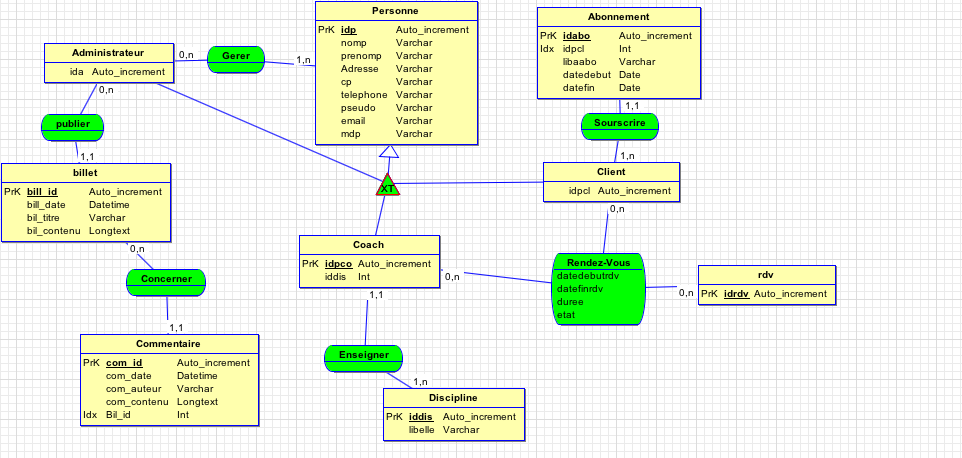 Personne
PrK idp Auto_increment
nomp Varchar
prenomp Varchar
Adresse Varchar
cp Varchar
telephone Varchar
pseudo Varchar
email Varchar
mdp Varchar
Abonnement
PrK idabo Auto_increment
Idx idpcl Int
libaabo Varchar
datedebut Date
datefin Date
Administrateur
ida Auto_increment
0,n
Gerer
1,n
0,n
publier
1,1
1,1
Sourscrire
1,n
billet
PrK bill_id Auto_increment
bill_date Datetime
bil_titre Varchar
bil_contenu Longtext
XT
Client
idpcl Auto_increment
0,n
Coach
PrK idpco Auto_increment
iddis Int
0,n
1,1
Rendez-Vous
datedebutrdv
datefinrdv
duree
etat
0,n
rdv
PrK idrdv Auto_increment
0,n
Concerner
1,1
Enseigner
1,n
Commentaire
PrK com_id Auto_increment
com_date Datetime
com_auteur Varchar
com_contenu Longtext
Idx Bil_id Int
Discipline
PrK iddis Auto_increment
libelle Varchar